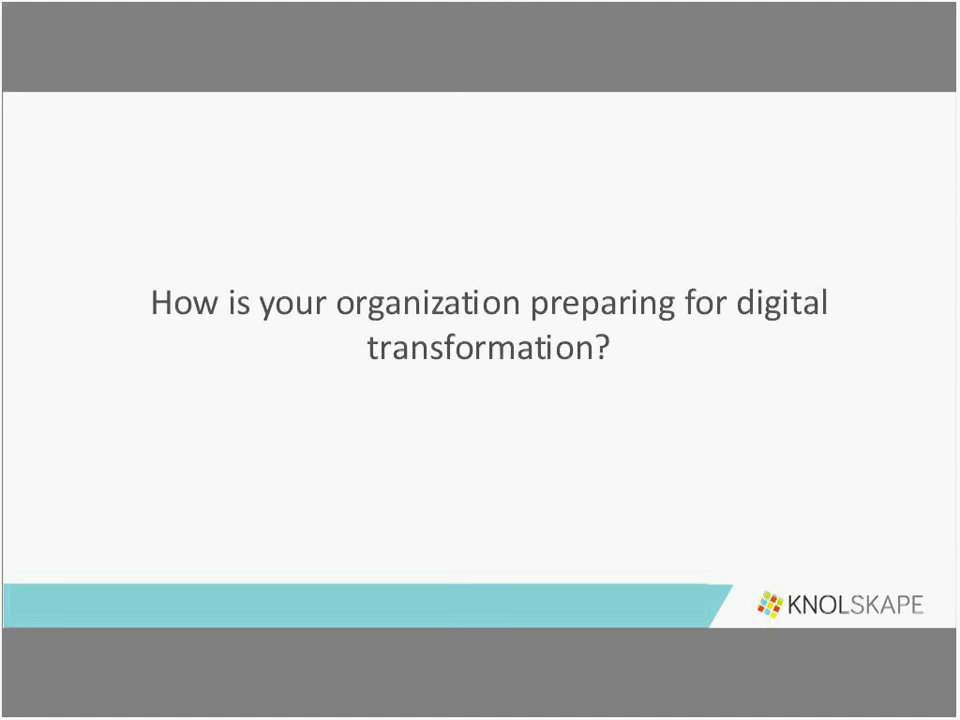 How is your organization preparing for digital
transformation?
KNOLSKAPE